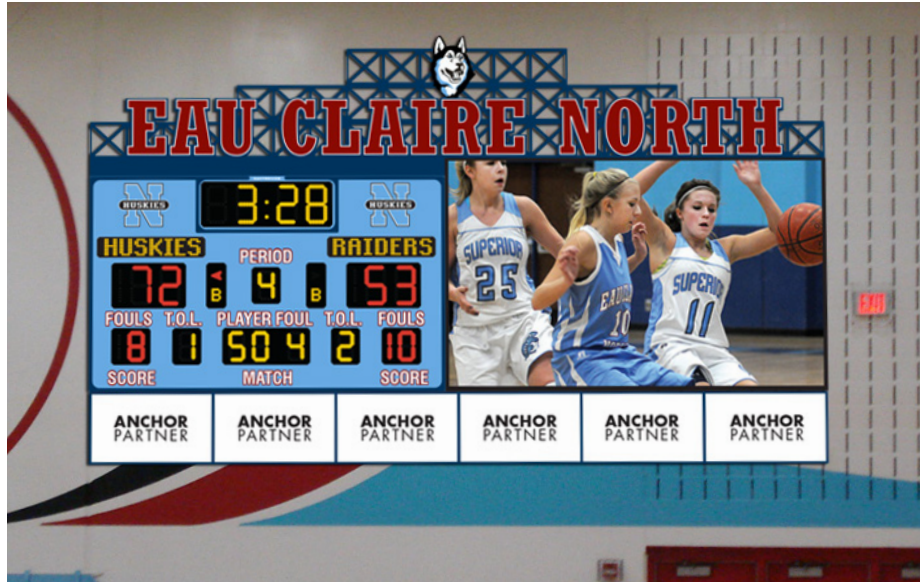 EAU CLAIRE NORTH
N
HUSKIES
3:28
N
HUSKIES
HUSKIES
PERIOD
RAIDERS
72
B
4
B
53
FOULS T.O.L. PLAYER FOUL T.O.L. FOULS
8 1 50 4 2 10
SCORE MATCH SCORE
SUPERIOR
25
10
SUPERIOR
11
EXIT
ANCHOR
PARTNER
ANCHOR
PARTNER
ANCHOR
PARTNER
ANCHOR
PARTNER
ANCHOR
PARTNER
ANCHOR
PARTNER